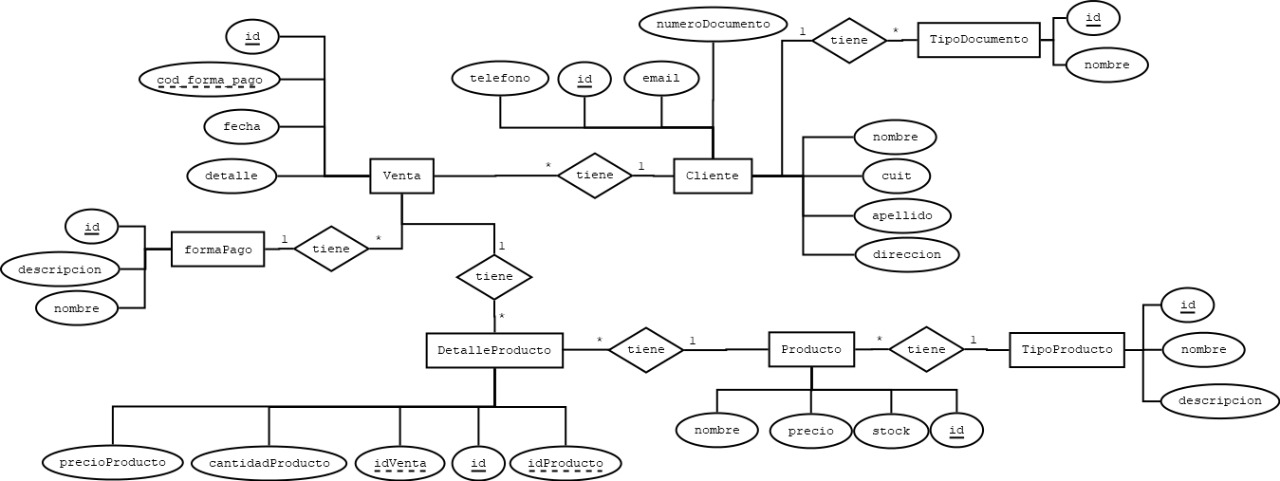 numeroDocumento
id
1
tiene
*
TipoDocumento
id
nombre
cod_forma_pago
telefono
id
email
fecha
nombre
detalle
Venta
*
tiene
1
Cliente
cuit
apellido
direccion
id
formaPago
1
tiene
*
descripcion
nombre
1
tiene
*
DetalleProducto
*
tiene
1
Producto
*
tiene
1
TipoProducto
id
nombre
descripcion
nombre
precio
stock
id
precioProducto
cantidadProducto
idVenta
id
idProducto